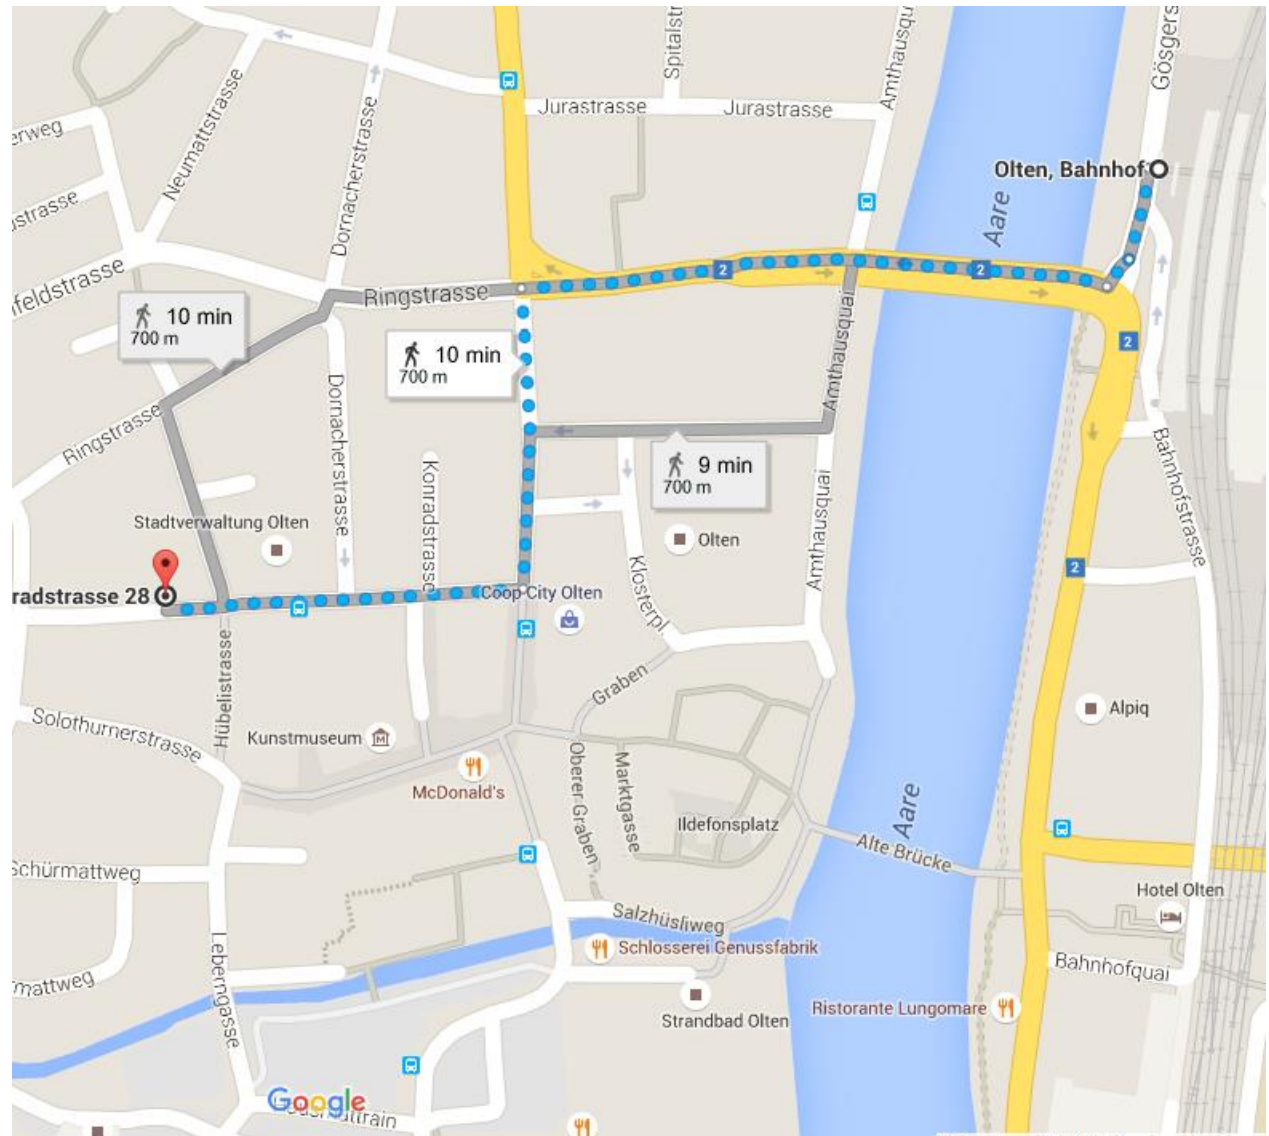 Spitalstr
Amthausqu
Gösgers
Jurastrasse
Jurastrasse
erweg
Neumattstrasse
Dornacherstrasse
Olten, Bahnhof
Aare
strasse
nfeldstrasse
2
2
Ringstrasse
10 min
700 m
10 min
700 m
2
Amthausquai
Ringstrasse
Dornacherstrasse
9 min
700 m
Bahnhofstrasse
Konradstrasse
Stadtverwaltung Olten
Olten
Amthausquai
Klosterpl.
2
radstrasse 28
Coop City Olten
Hübelistrasse
Graben
Solothurnerstrasse
Kunstmuseum
Alpiq
McDonald's
Oberer Graben
Marktgasse
Aare
Ildefonsplatz
Alte Brücke
Schürmattweg
Hotel Olten
Salzhüsliweg
Schlosserei Genussfabrik
Leberngasse
Bahnhofquai
mattweg
Ristorante Lungomare
Strandbad Olten
Google